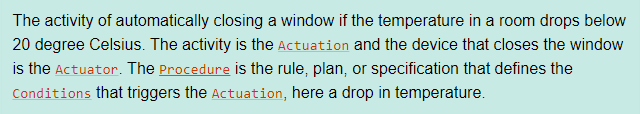 The activity of automatically closing a window if the temperature in a room drops below
20 degree Celsius. The activity is the Actuation and the device that closes the window
is the Actuator. The Procedure is the rule, plan, or specification that defines the
Conditions that triggers the Actuation, here a drop in temperature.